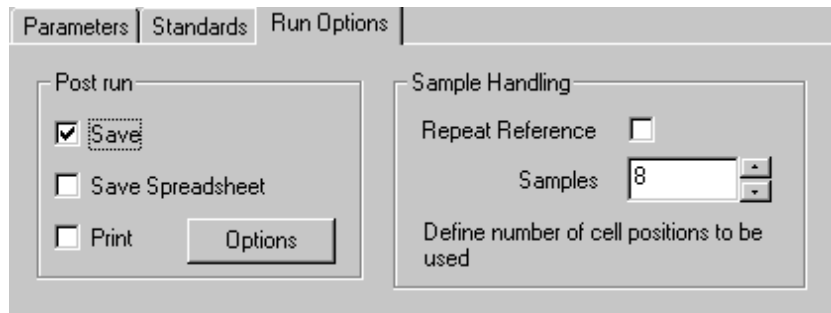 Parameters Standards Run Options
Post run
Save
Save Spreadsheet
Print Options
Sample Handling
Repeat Reference
Samples 8
Define number of cell positions to be
used